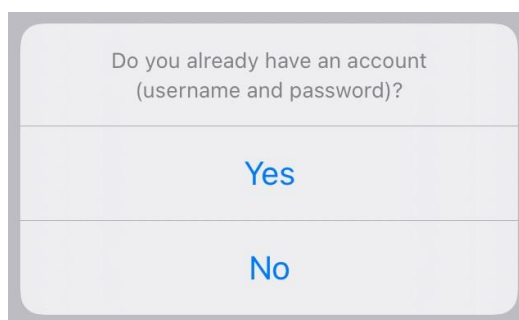 Do you already have an account
(username and password)?
Yes
No